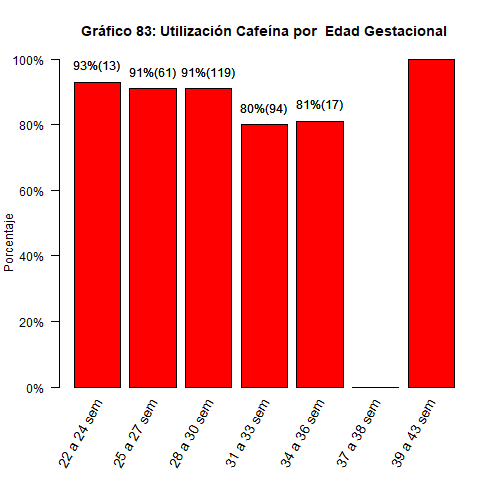 Gráfico 83: Utilización Cafeína por  Edad Gestacional
Porcentaje
100%
80%
60%
40%
20%
0%
93%(13)
91%(61)
91%(119)
80%(94)
81%(17)
22 a 24 sem
25 a 27 sem
28 a 30 sem
31 a 33 sem
34 a 36 sem
37 a 38 sem
39 a 43 sem